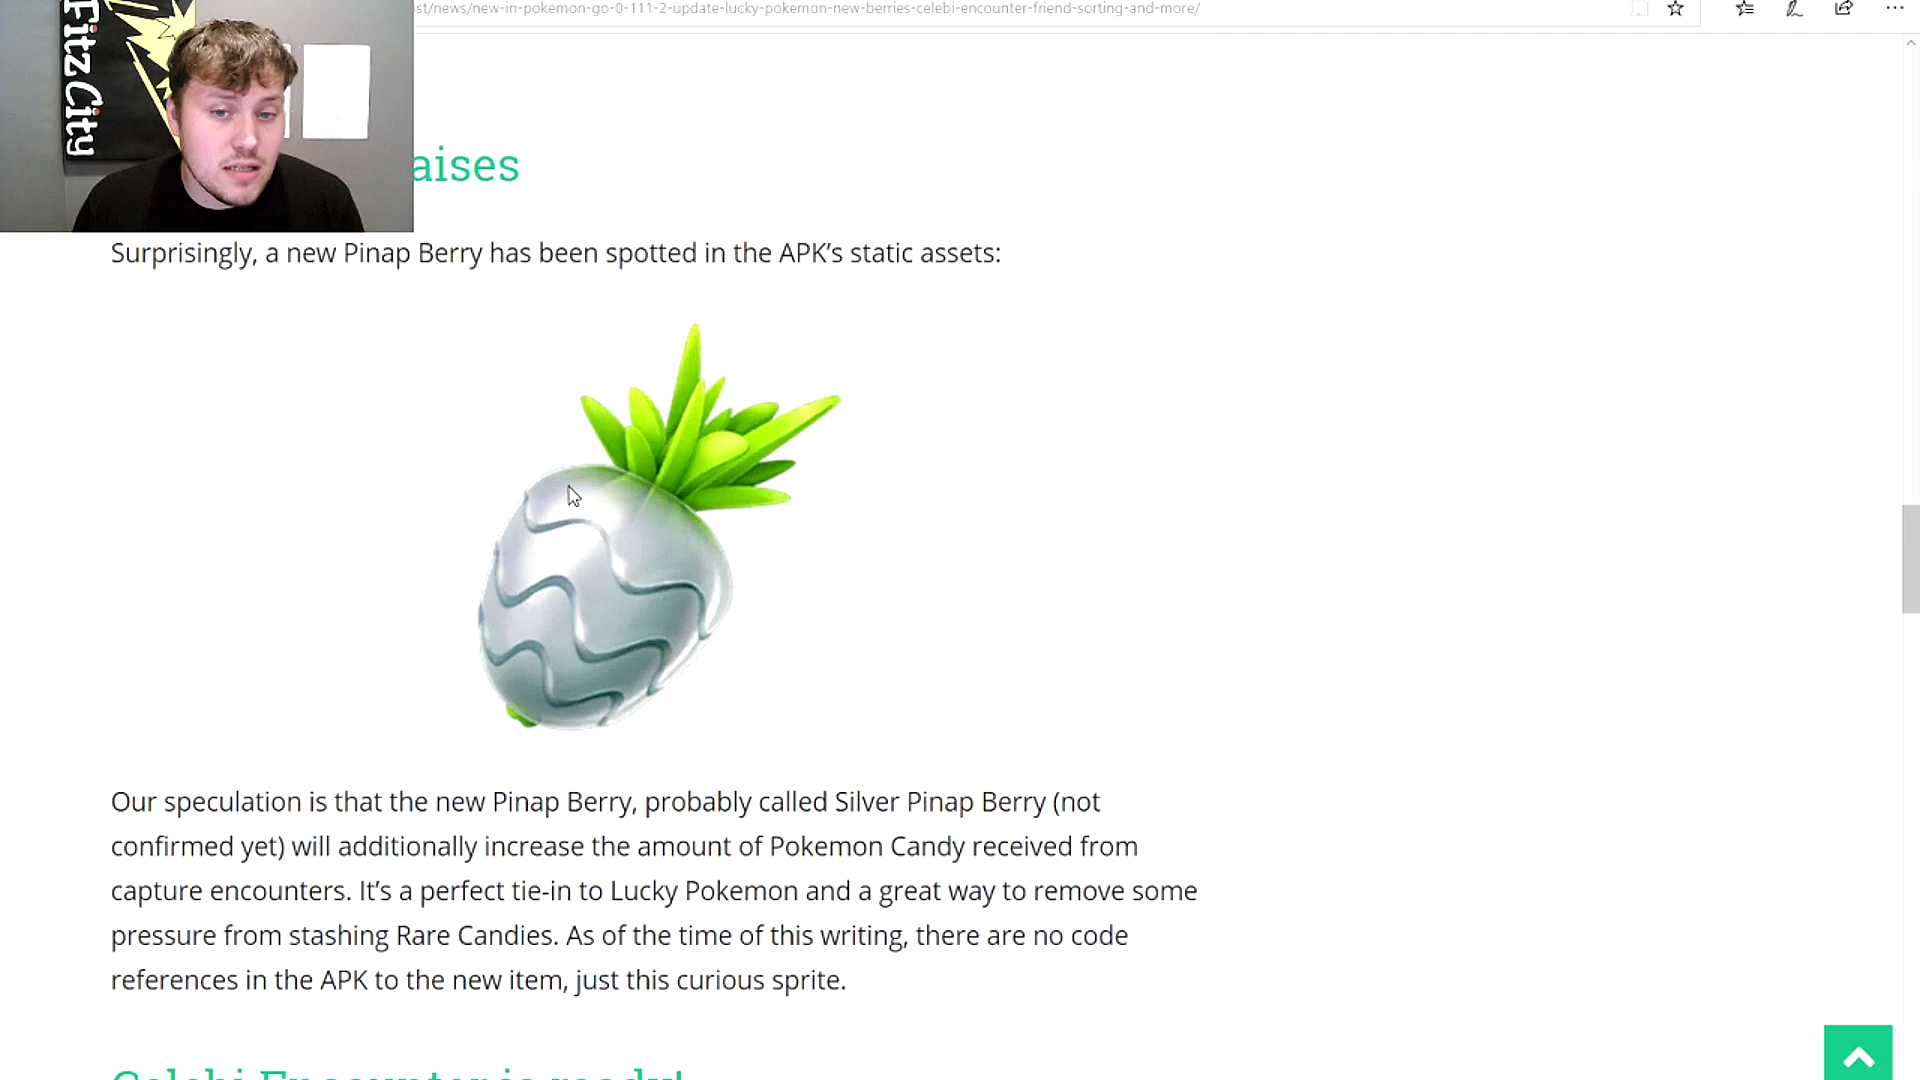 st/news/new-in-pokemon-go-0-111-2-update-lucky-pokemon-new-berries-celebi-encounter-friend-sorting-and-more/
Fitz City
aises
Surprisingly, a new Pinap Berry has been spotted in the APK’s static assets:
Our speculation is that the new Pinap Berry, probably called Silver Pinap Berry (not
confirmed yet) will additionally increase the amount of Pokemon Candy received from
capture encounters. It’s a perfect tie-in to Lucky Pokemon and a great way to remove some
pressure from stashing Rare Candies. As of the time of this writing, there are no code
references in the APK to the new item, just this curious sprite.
Celebi Encounter is ready!